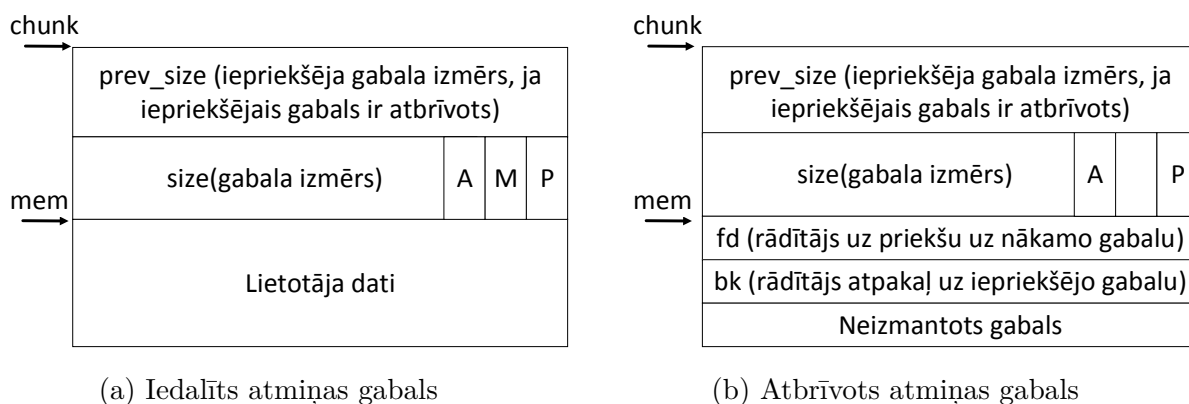 chunk
prev_size (iepriekšēja gabala izmērs, ja
iepriekšējais gabals ir atbrīvots)
size(gabala izmērs)
A
M
P
mem
Lietotāja dati
(a) Iedalīts atmiņas gabals
chunk
prev_size (iepriekšēja gabala izmērs, ja
iepriekšējais gabals ir atbrīvots)
size(gabala izmērs)
A
P
mem
fd (rādītājs uz priekšu uz nākamo gabalu)
bk (rādītājs atpakaļ uz iepriekšējo gabalu)
Neizmantots gabals
(b) Atbrīvots atmiņas gabals